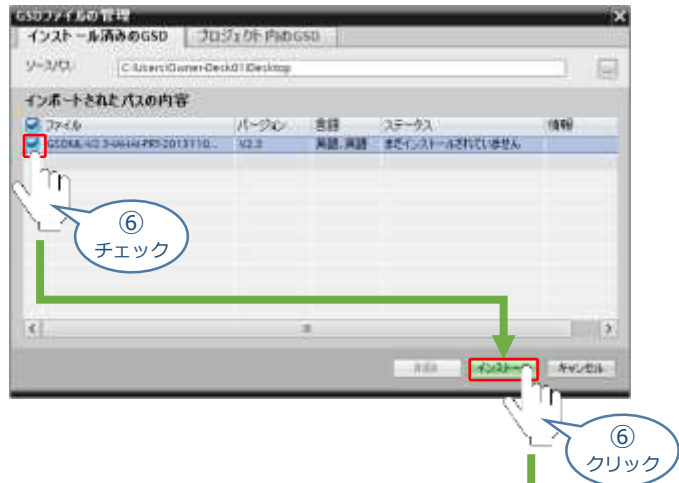 GSDファイルの管理
インストール済みのGSD
プロジェクト内のGSD
ソースパス
C:\Users\Owner-Deck01\Desktop
インポートされたパスの内容
ファイル バージョン 言語 ステータス 情報
V2.3 英語, 英語 まだインストールされていません
⑥
チェック
削除 インストール キャンセル
⑥
クリック